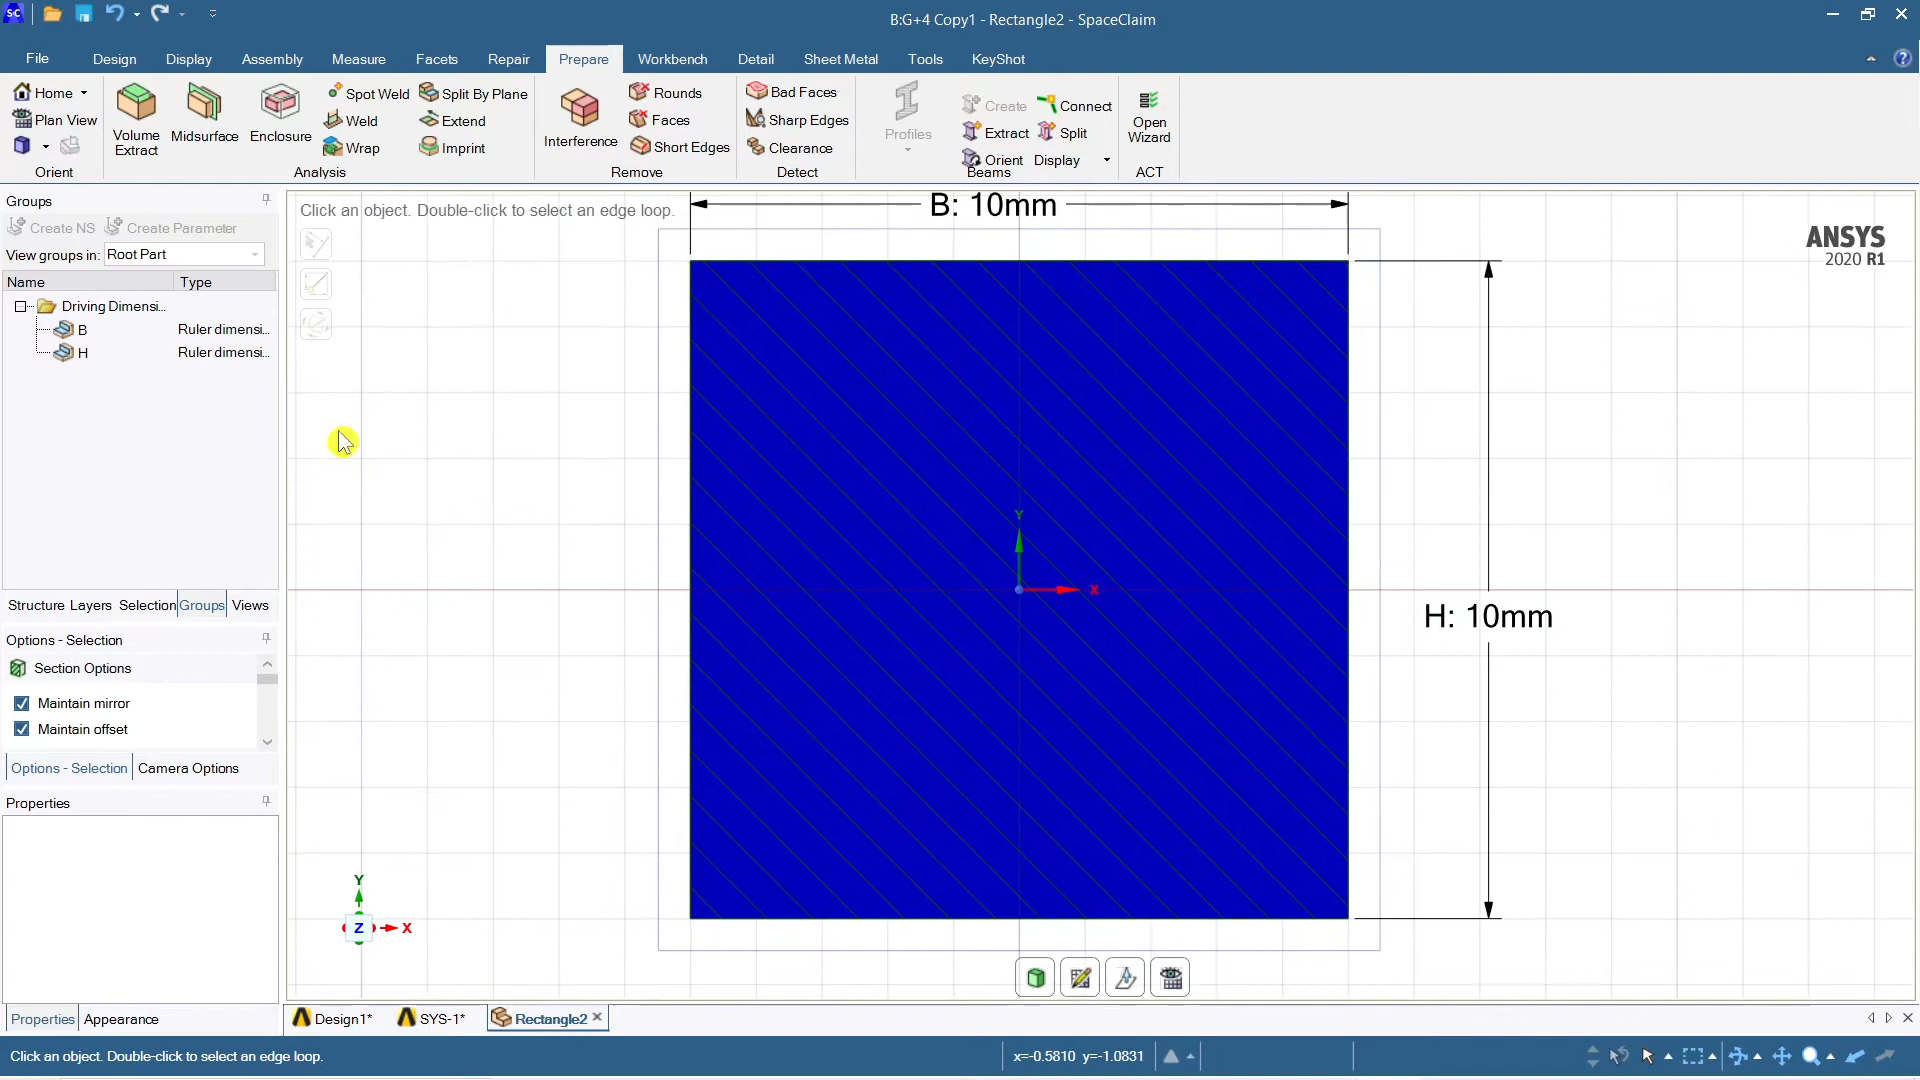 B:G+4 Copy1 - Rectangle2 - SpaceClaim
File Design Display Assembly Measure Facets Repair Prepare Workbench Detail Sheet Metal Tools KeyShot
Home
Plan View
Orient
Volume Extract
Midsurface
Enclosure
Spot Weld
Weld
Wrap
Split By Plane
Extend
Imprint
Analysis
Interference
Rounds
Faces
Short Edges
Remove
Bad Faces
Sharp Edges
Clearance
Detect
Profiles
Create
Extract
Orient
Connect
Split
Display
Beams
Open Wizard
ACT
Groups
Create NS Create Parameter
View groups in: Root Part
Name Type
Driving Dimensi...
B Ruler dimensi...
H Ruler dimensi...
Structure Layers Selection Groups Views
Options - Selection
Section Options
Maintain mirror
Maintain offset
Options - Selection Camera Options
Properties
Properties Appearance
Click an object. Double-click to select an edge loop.
B: 10mm
H: 10mm
ANSYS
2020 R1
Y
X
Y
Z X
Design1* SYS-1* Rectangle2
Click an object. Double-click to select an edge loop.
x=-0.5810 y=-1.0831